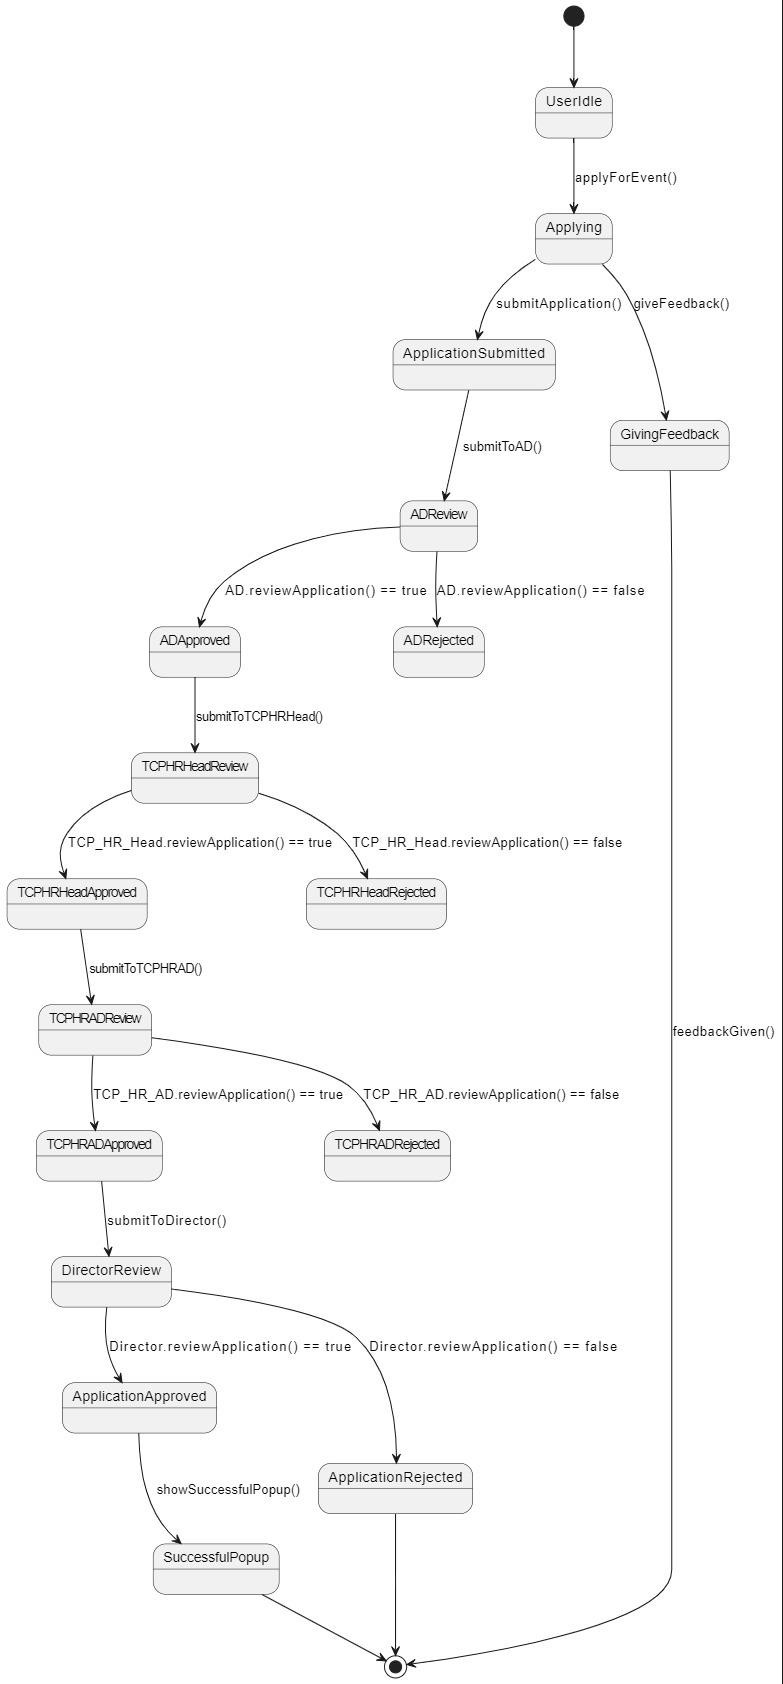 UserIdle
applyForEvent()
Applying
submitApplication() giveFeedback()
ApplicationSubmitted
GivingFeedback
submitToAD()
ADReview
AD.reviewApplication() == true AD.reviewApplication() == false
ADApproved ADRejected
submitToTCPHRHead()
TCPHRHeadReview
TCP_HR_Head.reviewApplication() == true TCP_HR_Head.reviewApplication() == false
TCPHRHeadApproved TCPHRHeadRejected
submitToTCPHRAD()
TCPHRADReview
feedbackGiven()
TCP_HR_AD.reviewApplication() == true TCP_HR_AD.reviewApplication() == false
TCPHRADApproved TCPHRADRejected
submitToDirector()
DirectorReview
Director.reviewApplication() == true Director.reviewApplication() == false
ApplicationApproved
ApplicationRejected
showSuccessfulPopup()
SuccessfulPopup